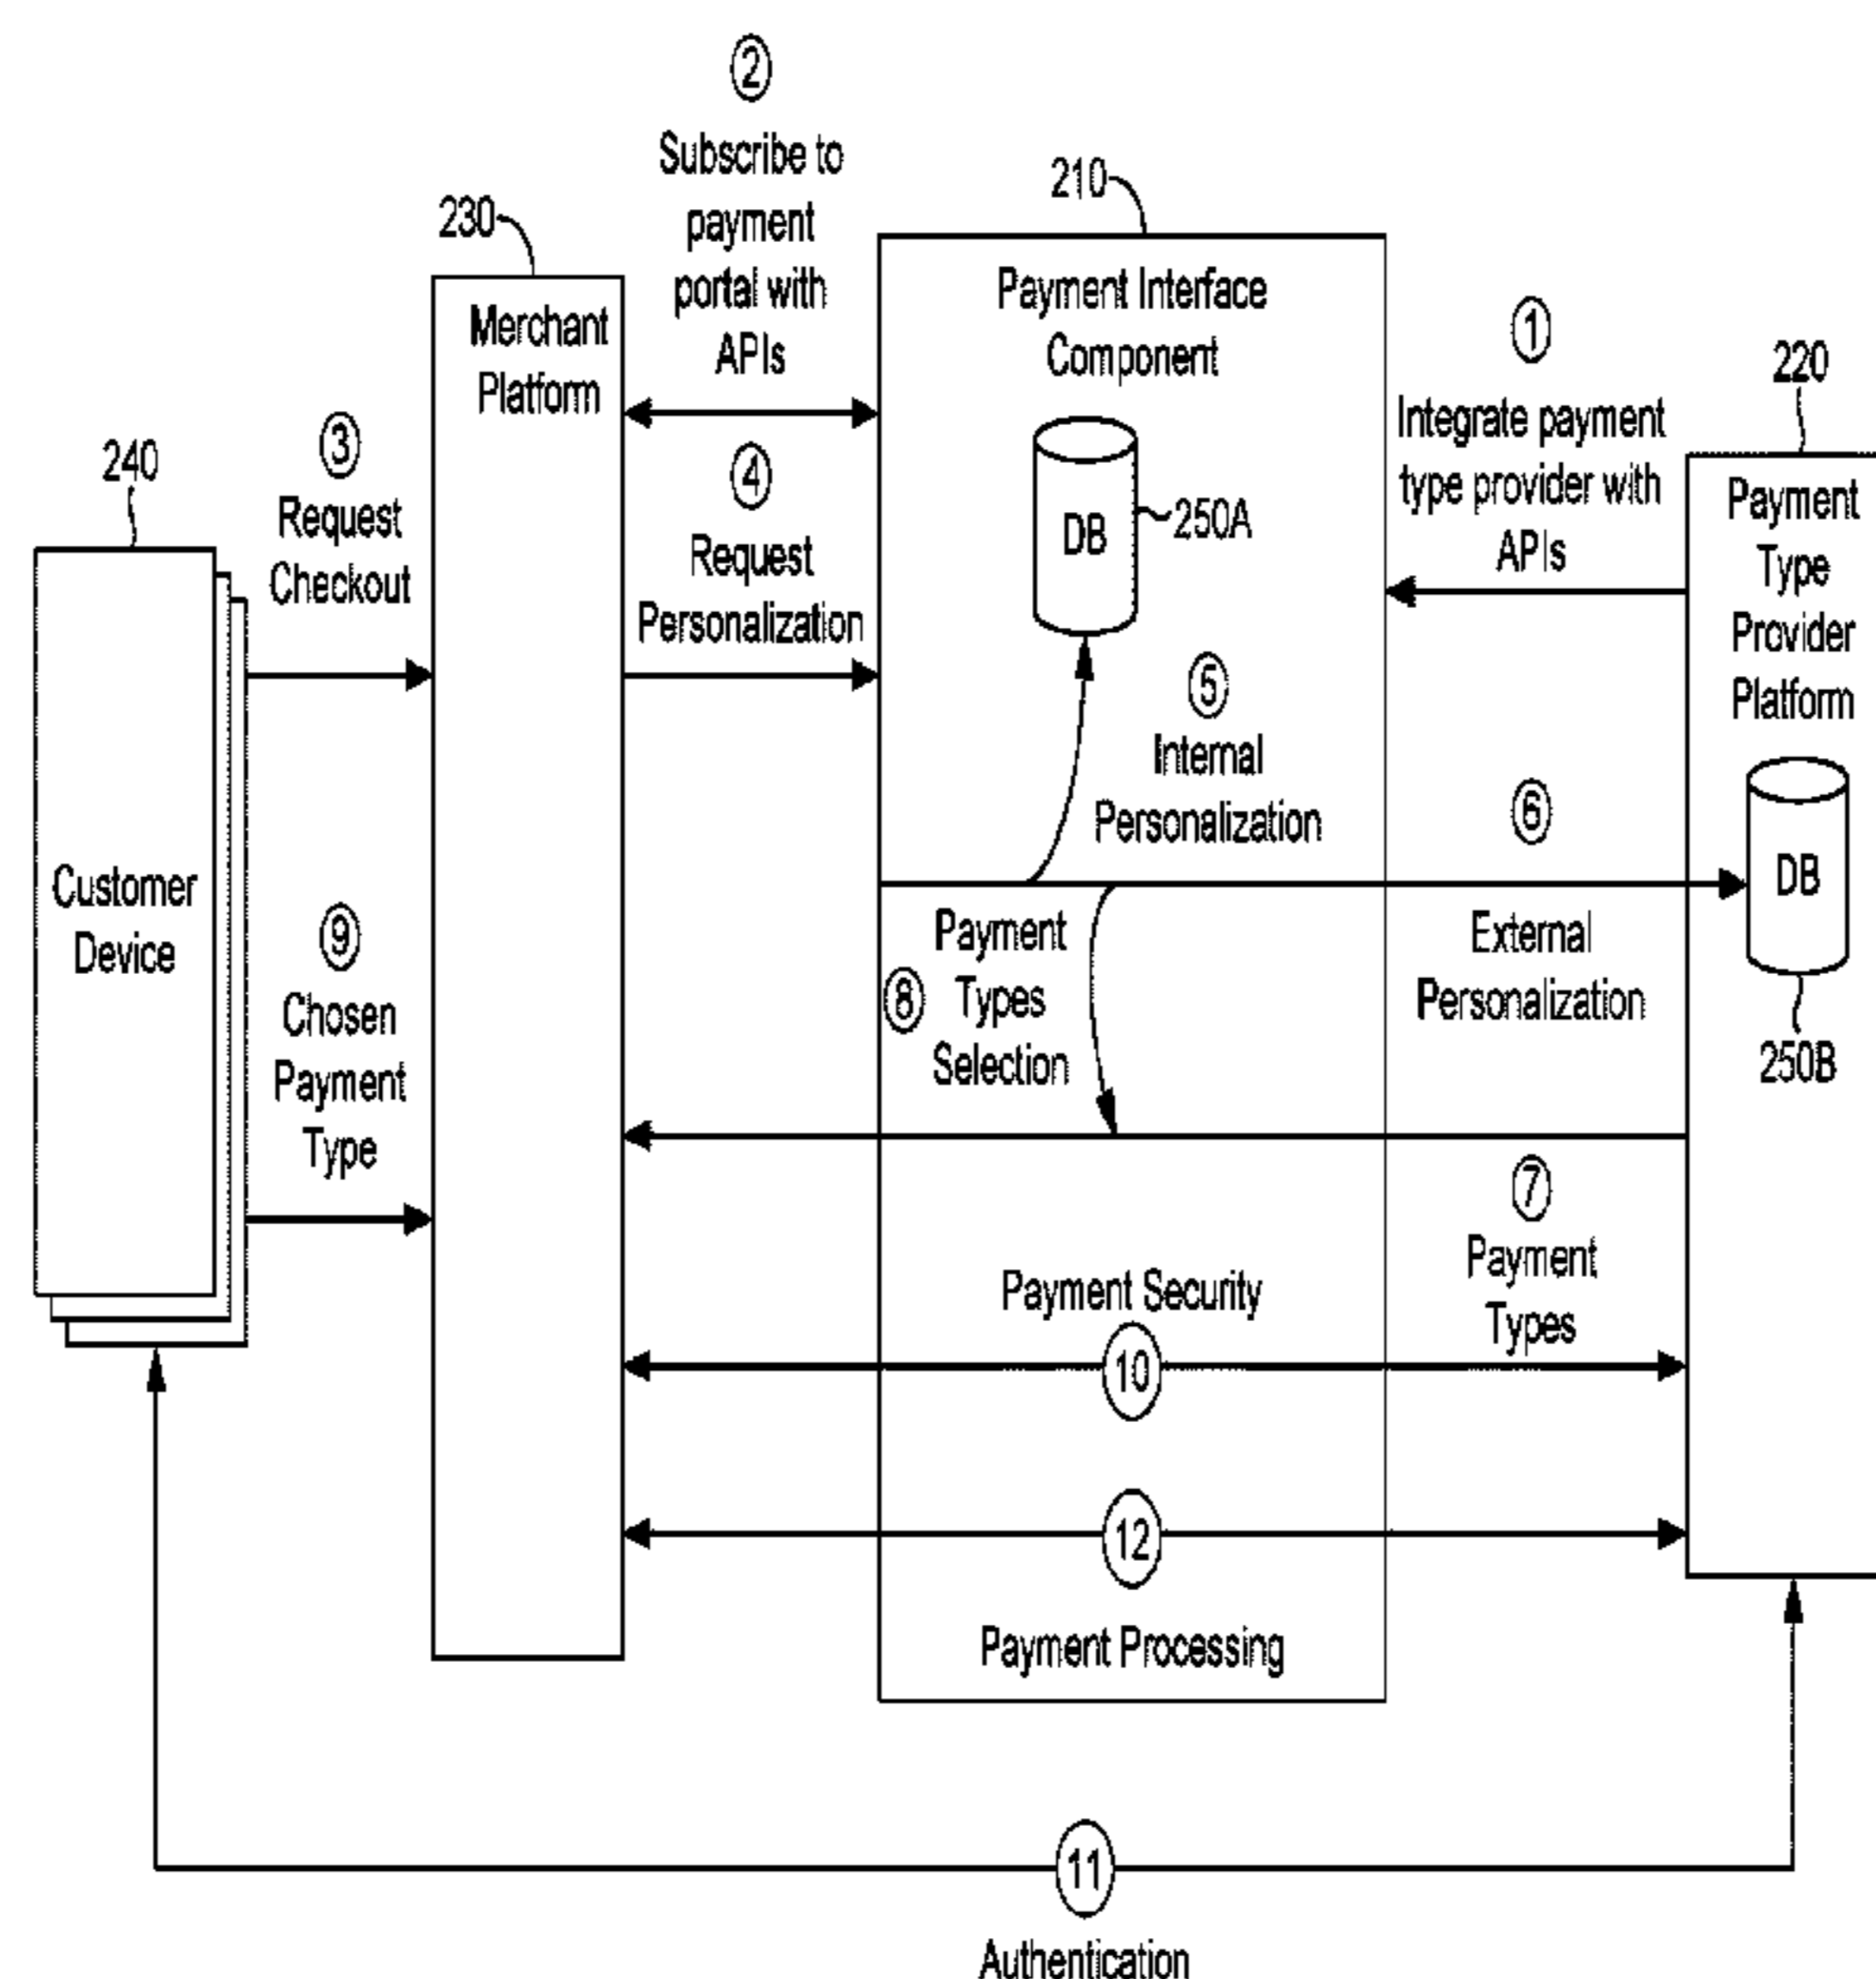 ②
Subscribe to
payment
portal with
APIs
210
230
Payment Interface
Component
①
Merchant
Platform
220
Integrate payment
type provider with
APIs
③
Request
Checkout
240
④
Request
Personalization
DB
250A
Payment
Type
Provider
Platform
⑤
Internal
Personalization
⑥
External
Personalization
DB
250B
Customer
Device
⑨
Chosen
Payment
Type
⑧
Payment
Types
Selection
⑦
Payment
Types
Payment Security
⑩
⑫
Payment Processing
⑪
Authentication